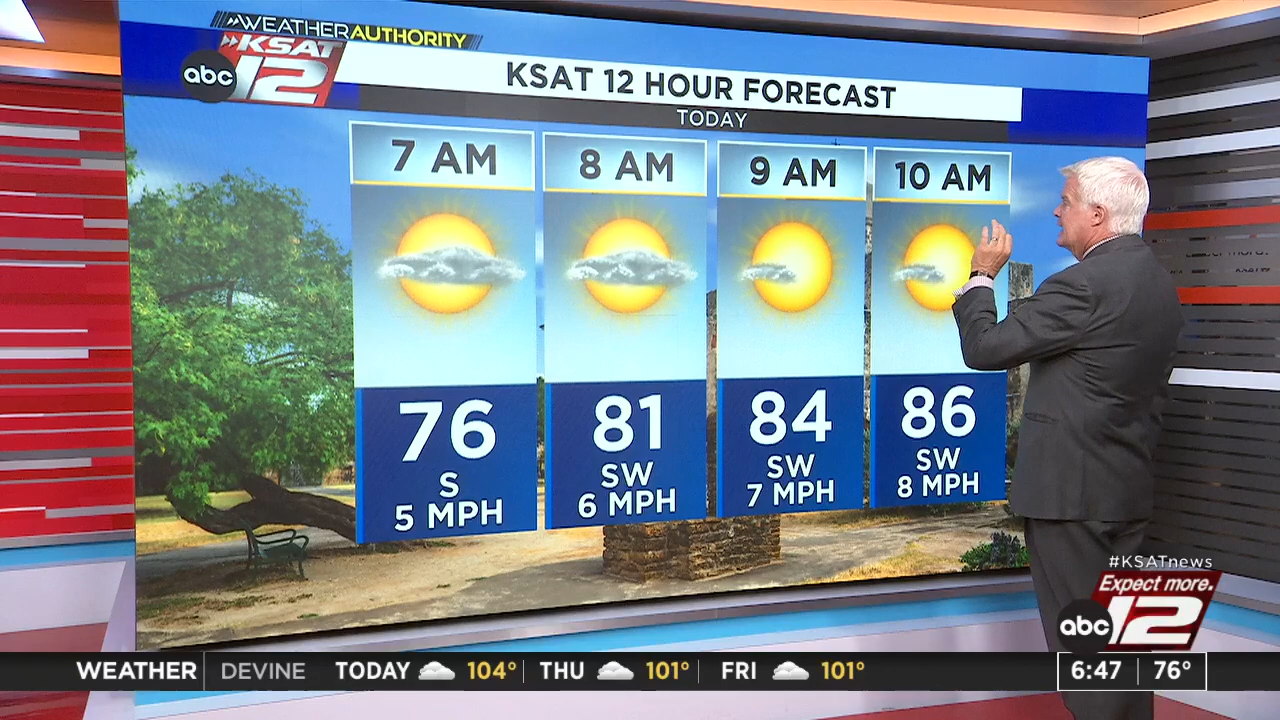 WEATHERAUTHORITY
KSAT
abc 12
KSAT 12 HOUR FORECAST
TODAY
7 AM
8 AM
9 AM
10 AM
76
S
5 MPH
81
SW
6 MPH
84
SW
7 MPH
86
SW
8 MPH
#KSATnews
Expect more.
abc 12
WEATHER DEVINE TODAY 104° THU 101° FRI 101° 6:47 76°